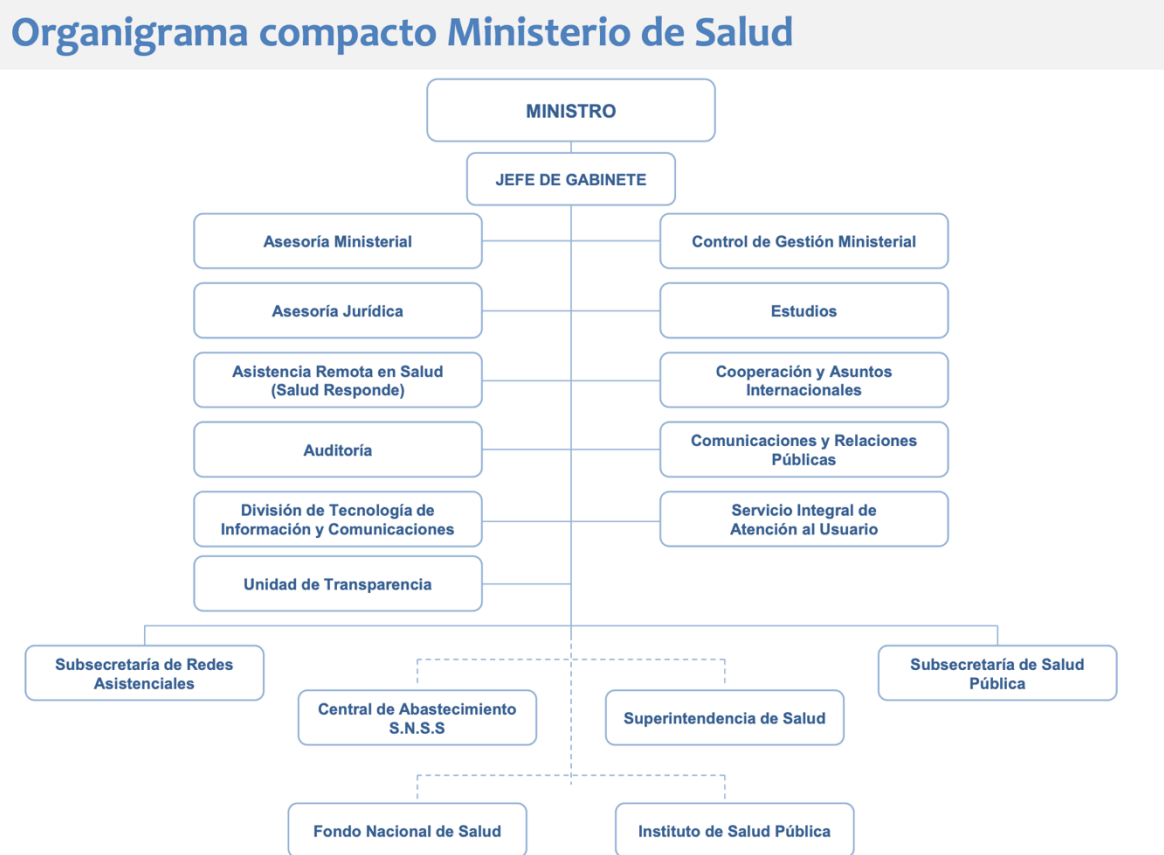 Organigrama compacto Ministerio de Salud
MINISTRO
JEFE DE GABINETE
Asesoría Ministerial
Control de Gestión Ministerial
Asesoría Jurídica
Estudios
Asistencia Remota en Salud
(Salud Responde)
Cooperación y Asuntos
Internacionales
Auditoría
Comunicaciones y Relaciones
Públicas
División de Tecnología de
Información y Comunicaciones
Servicio Integral de
Atención al Usuario
Unidad de Transparencia
Subsecretaría de Redes
Asistenciales
Subsecretaría de Salud
Pública
Central de Abastecimiento
S.N.S.S
Superintendencia de Salud
Fondo Nacional de Salud
Instituto de Salud Pública